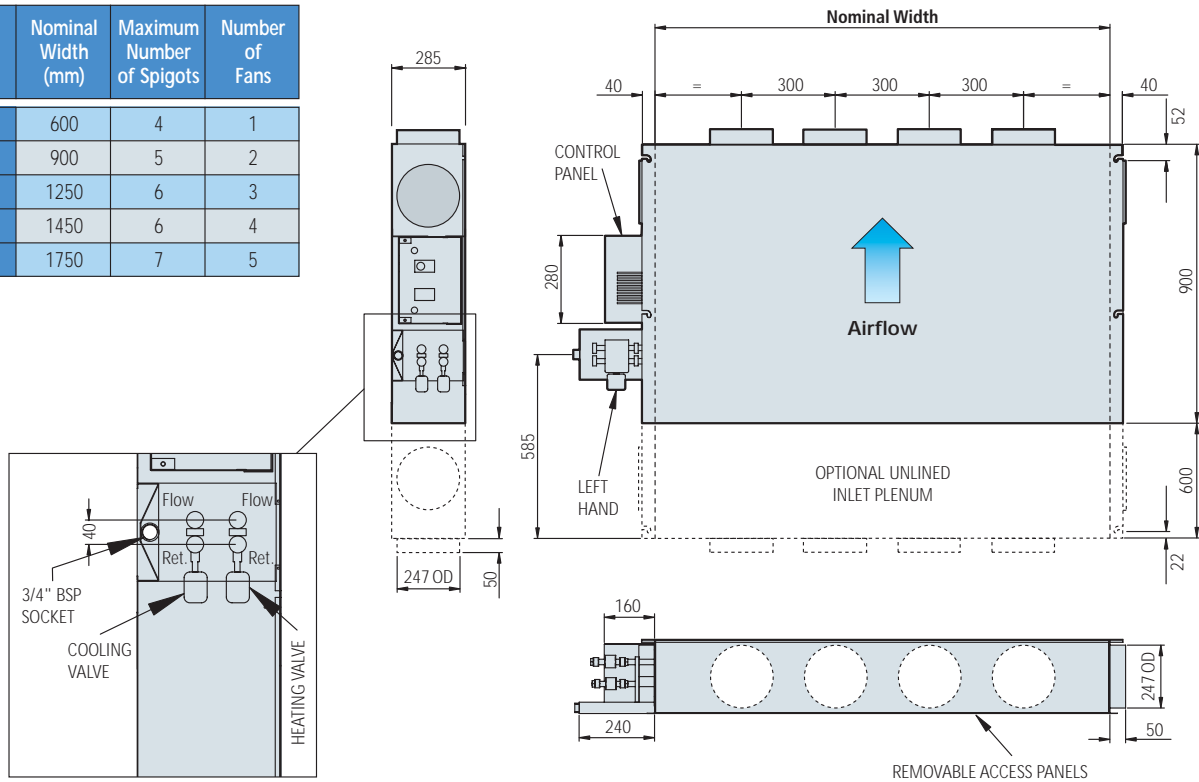 Nominal Width (mm) Maximum Number of Spigots Number of Fans
600 4 1
900 5 2
1250 6 3
1450 6 4
1750 7 5
285
Nominal Width
40 = 300 300 300 = 40
52
CONTROL
PANEL
280
900
Airflow
585
LEFT
HAND
OPTIONAL UNLINED
INLET PLENUM
600
22
247 OD
50
Flow Flow
40
Ret. Ret.
3/4" BSP
SOCKET
COOLING
VALVE
HEATING VALVE
160
240
247 OD
50
REMOVABLE ACCESS PANELS